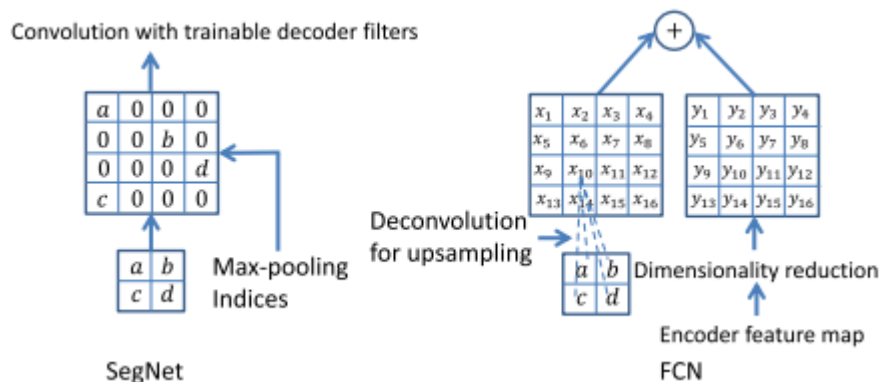 Convolution with trainable decoder filters
+
a 0 0 0
0 0 b 0
0 0 0 d
c 0 0 0
a b
c d
Max-pooling
Indices
SegNet
x₁ x₂ x₃ x₄
x₅ x₆ x₇ x₈
x₉ x₁₀ x₁₁ x₁₂
x₁₃ x₁₄ x₁₅ x₁₆
y₁ y₂ y₃ y₄
y₅ y₆ y₇ y₈
y₉ y₁₀ y₁₁ y₁₂
y₁₃ y₁₄ y₁₅ y₁₆
Deconvolution
for upsampling
a b
c d
Dimensionality reduction
Encoder feature map
FCN